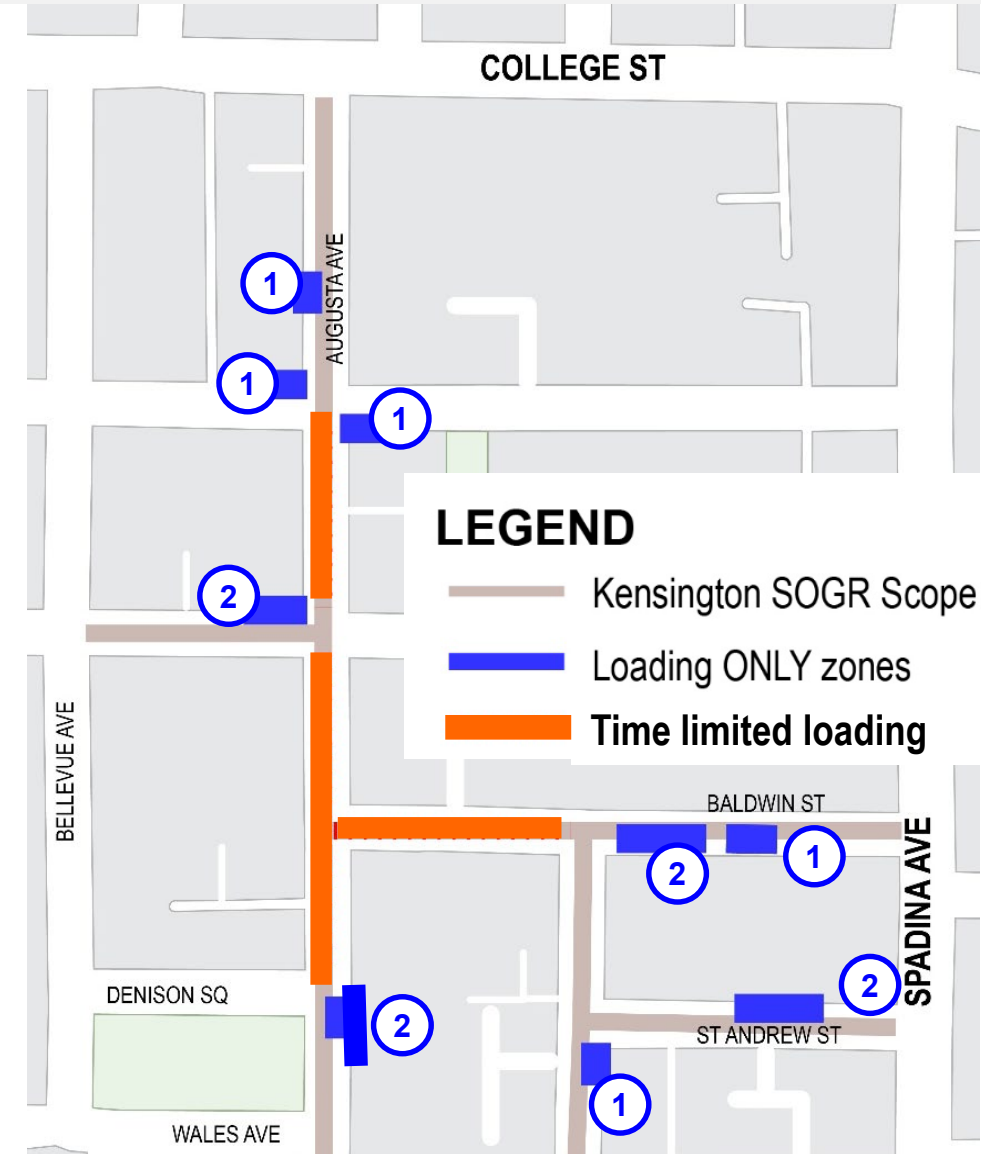 COLLEGE ST
AUGUSTA AVE
1
1
1
LEGEND
Kensington SOGR Scope
2
Loading ONLY zones
BELLEVUE AVE
Time limited loading
BALDWIN ST
SPADINA AVE
1
2
2
DENISON SQ
2
ST ANDREW ST
1
WALES AVE